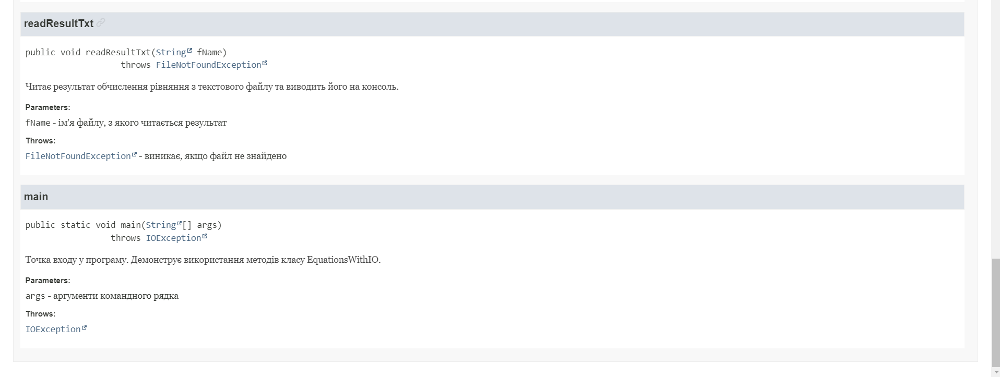 readResultTxt
public void readResultTxt(String fName)
throws FileNotFoundException
Читає результат обчислення рівняння з текстового файлу та виводить його на консоль.
Parameters:
fName - ім'я файлу, з якого читається результат
Throws:
FileNotFoundException - виникає, якщо файл не знайдено
main
public static void main(String[] args)
throws IOException
Точка входу у програму. Демонструє використання методів класу EquationsWithIO.
Parameters:
args - аргументи командного рядка
Throws:
IOException